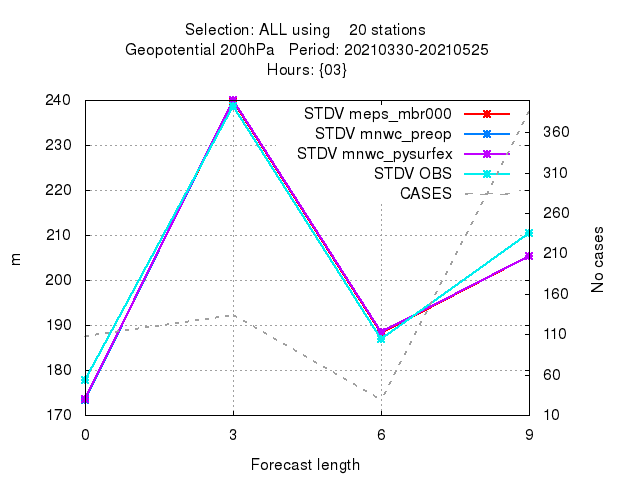 Selection: ALL using    20 stations
Geopotential 200hPa   Period: 20210330-20210525
Hours: {03}
STDV meps_mbr000
STDV mnwc_preop
STDV mnwc_pysurfex
STDV OBS
CASES
240
230
220
210
200
190
180
170
m
360
310
260
210
160
110
60
10
No cases
0 3 6 9
Forecast length